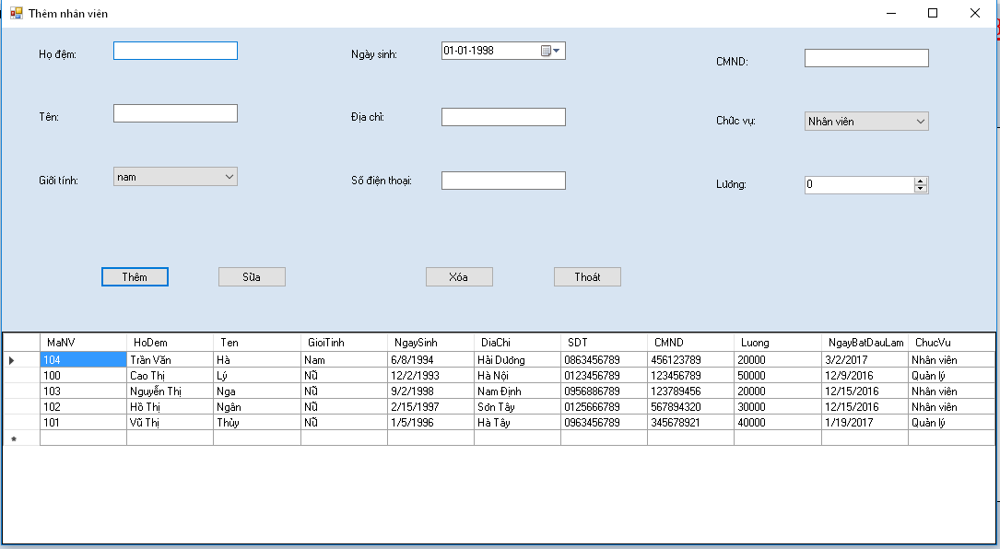 Thêm nhân viên
Họ đệm: Ngày sinh: 01-01-1998 CMND:
Tên: Địa chỉ: Chức vụ: Nhân viên
Giới tính: nam Số điện thoại: Lương: 0
Thêm Sửa Xóa Thoát
MaNV HoDem Ten GioiTinh NgaySinh DiaChi SDT CMND Luong NgayBatDauLam ChucVu
104 Trần Văn Hà Nam 6/8/1994 Hải Dương 0863456789 456123789 20000 3/2/2017 Nhân viên
100 Cao Thị Lý Nữ 12/2/1993 Hà Nội 0123456789 123456789 50000 12/9/2016 Quản lý
103 Nguyễn Thị Nga Nữ 9/2/1998 Nam Định 0956886789 123789456 20000 12/15/2016 Nhân viên
102 Hồ Thị Ngân Nữ 2/15/1997 Sơn Tây 0125666789 567894320 30000 12/15/2016 Nhân viên
101 Vũ Thị Thủy Nữ 1/5/1996 Hà Tây 0963456789 345678921 40000 1/19/2017 Quản lý